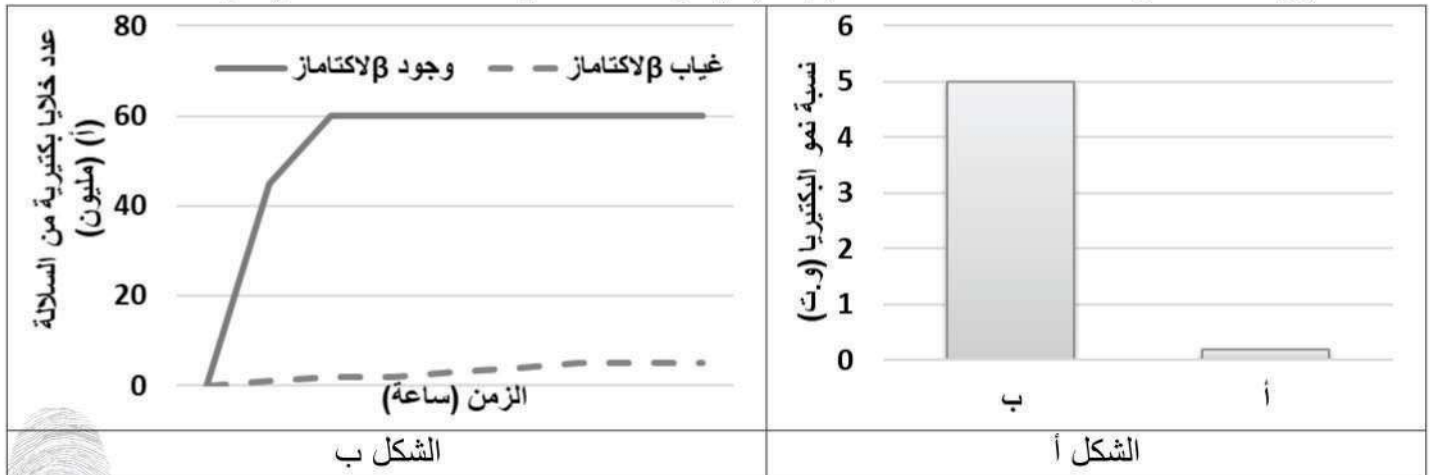 6
5
4
3
2
1
0
نسبة نمو البكتيريا (و.ت)
ب
أ
الشكل أ
80
60
40
20
0
عدد خلايا بكتيرية من السلالة
(أ) (مليون)
وجود βلاكتاماز
غياب βلاكتاماز
الزمن (ساعة)
الشكل ب